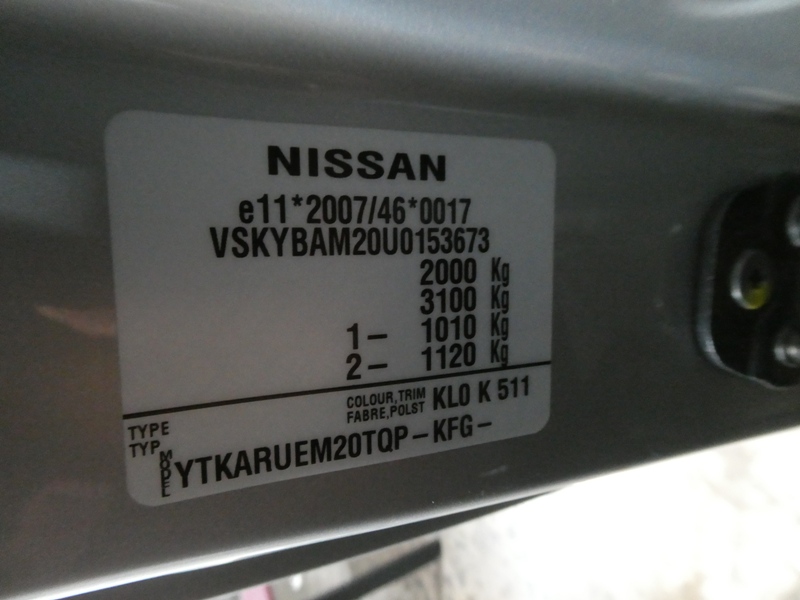 NISSAN
e11*2007/46*0017
VSKYBAM20U0153673
2000 Kg
3100 Kg
1- 1010 Kg
2- 1120 Kg
COLOUR,TRIM
FABRE,POLST KL0 K 511
TYPE
TYP
MODEL YTKARUEM20TQP-KFG-